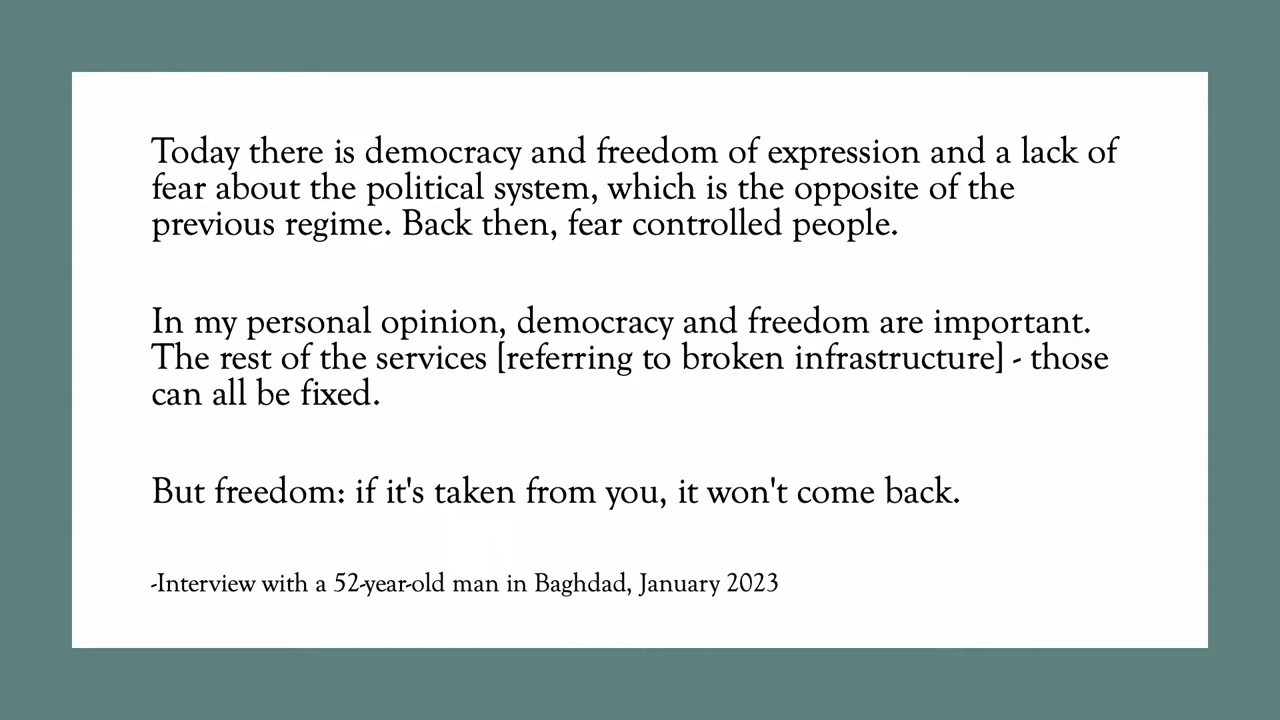 Today there is democracy and freedom of expression and a lack of
fear about the political system, which is the opposite of the
previous regime. Back then, fear controlled people.
In my personal opinion, democracy and freedom are important.
The rest of the services [referring to broken infrastructure] - those
can all be fixed.
But freedom: if it's taken from you, it won't come back.
-Interview with a 52-year-old man in Baghdad, January 2023